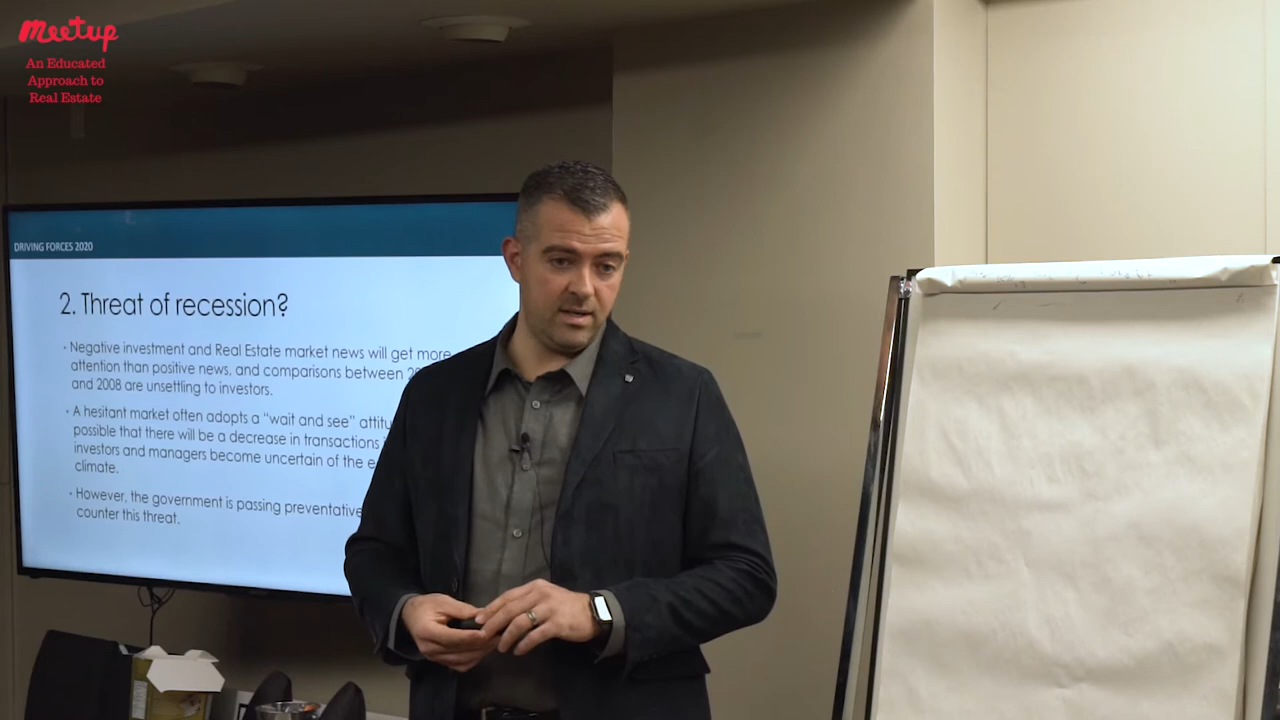 Meetup
An Educated
Approach to
Real Estate
DRIVING FORCES 2020
2. Threat of recession?
• Negative investment and Real Estate market news will get more
attention than positive news, and comparisons between
and 2008 are unsettling to investors.
• A hesitant market often adopts a “wait and see”
possible that there will be a decrease in transactions
investors and managers become uncertain of the
climate.
• However, the government is passing preventative
counter this threat.